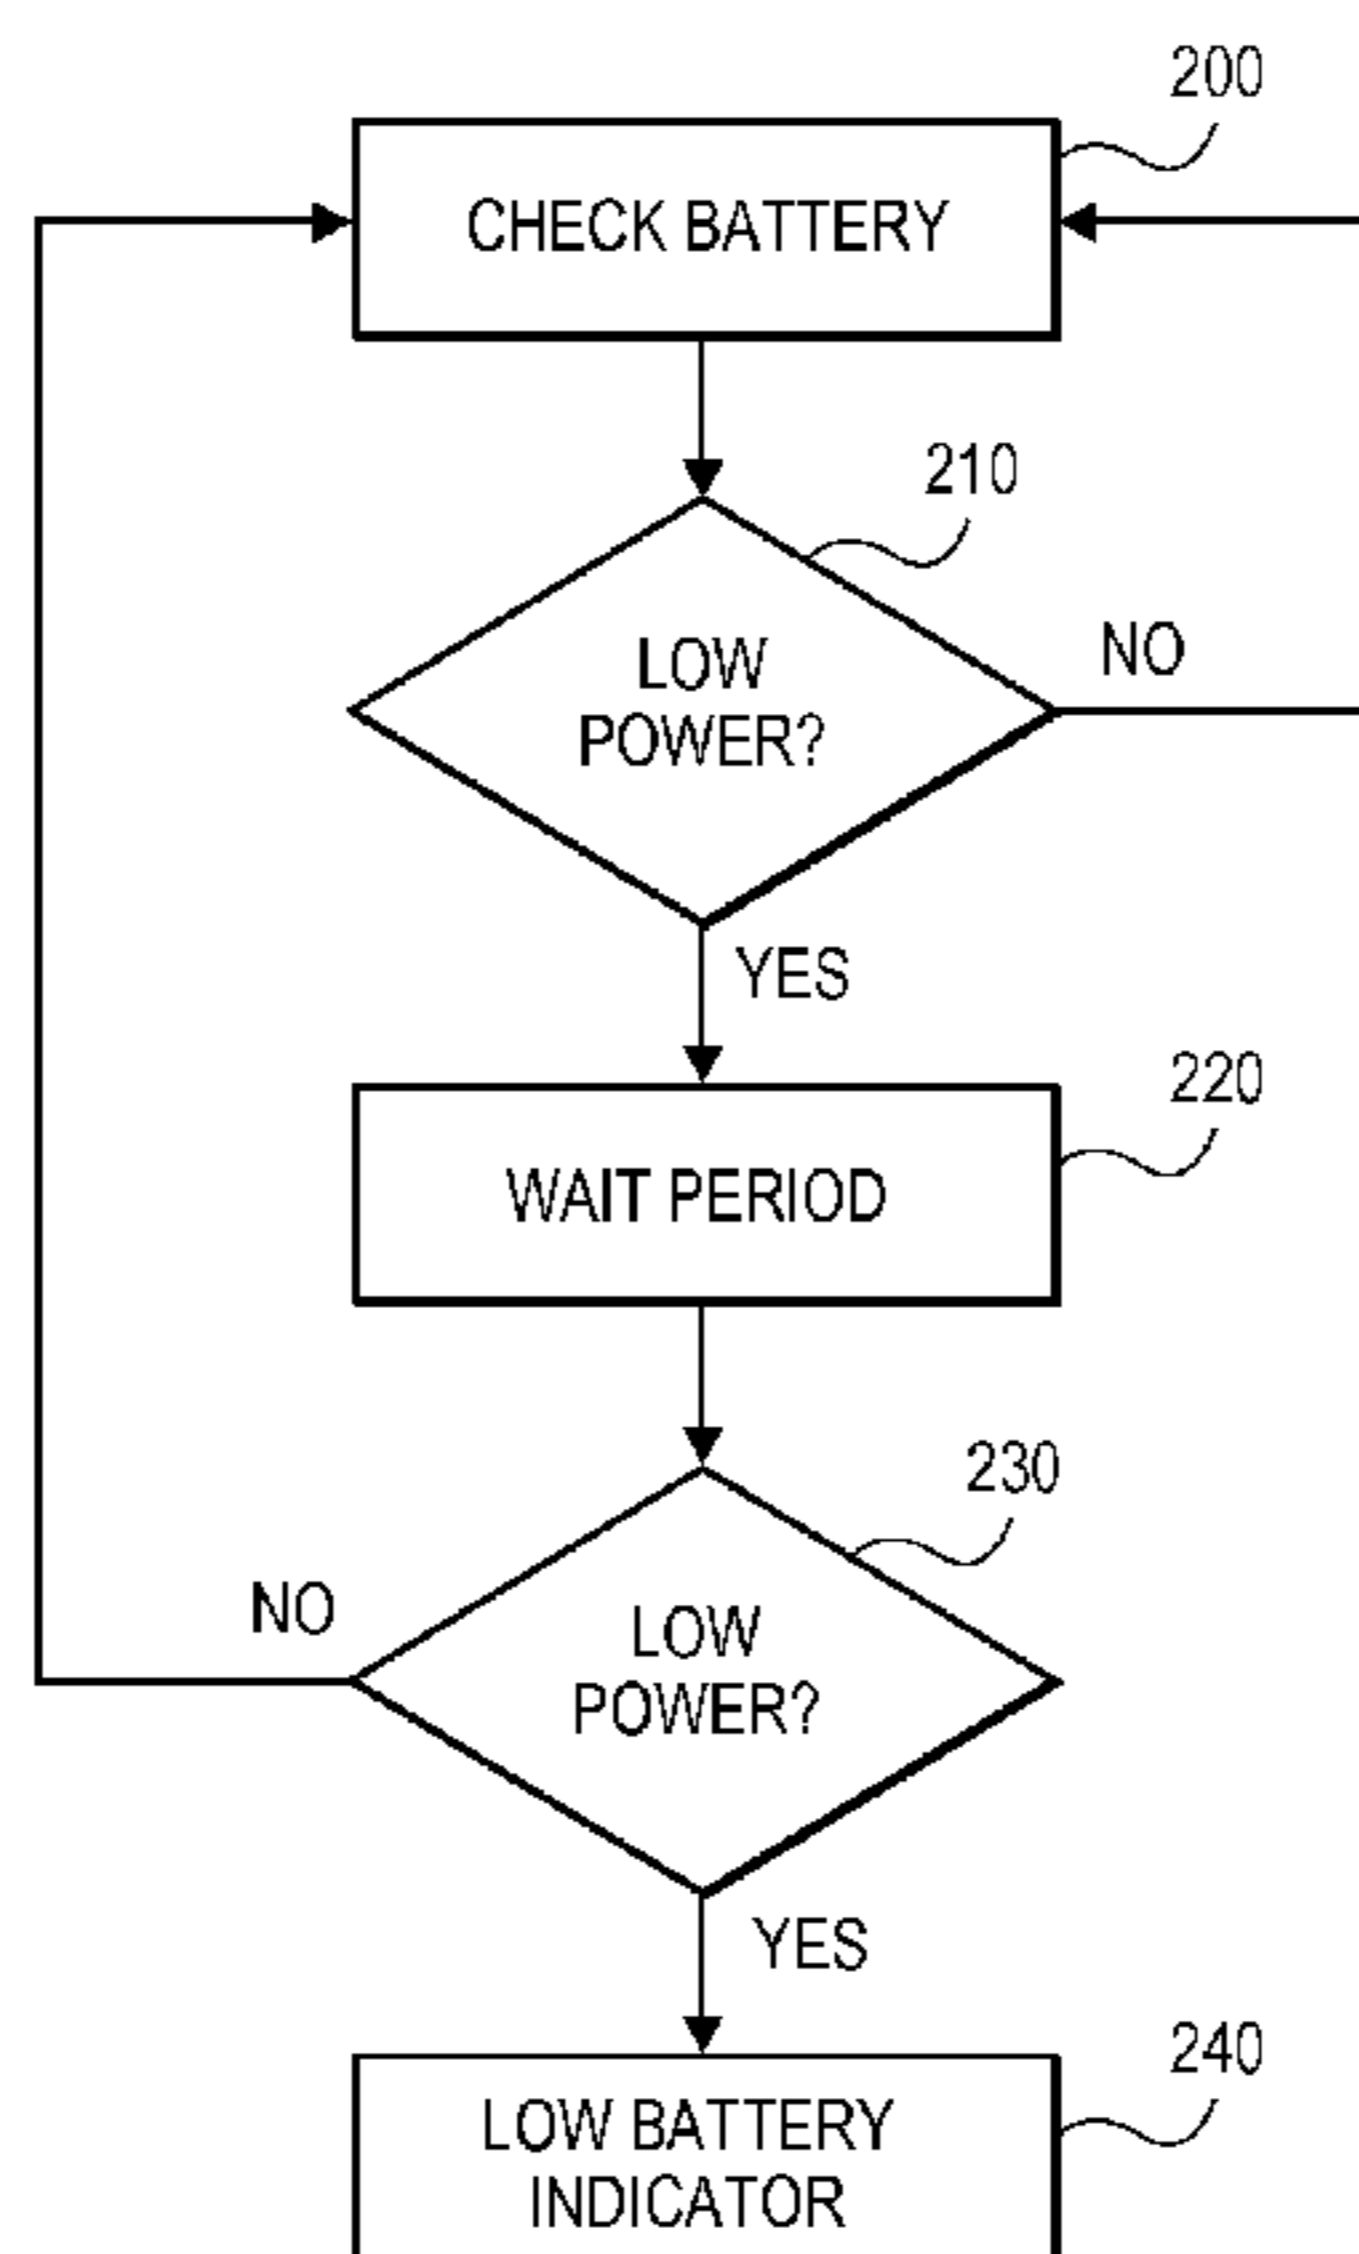 200
CHECK BATTERY
210
LOW
POWER?
NO
YES
220
WAIT PERIOD
230
NO
LOW
POWER?
YES
240
LOW BATTERY
INDICATOR